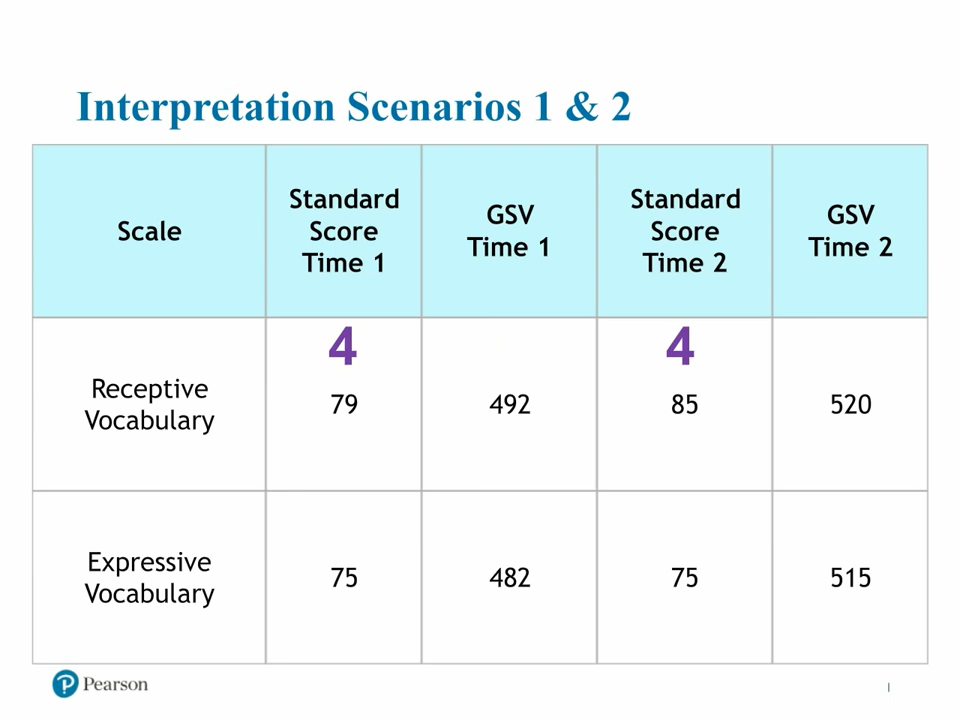 Interpretation Scenarios 1 & 2
Scale
Standard
Score
Time 1
GSV
Time 1
Standard
Score
Time 2
GSV
Time 2
Receptive
Vocabulary
4
79
492
4
85
520
Expressive
Vocabulary
75
482
75
515
P Pearson